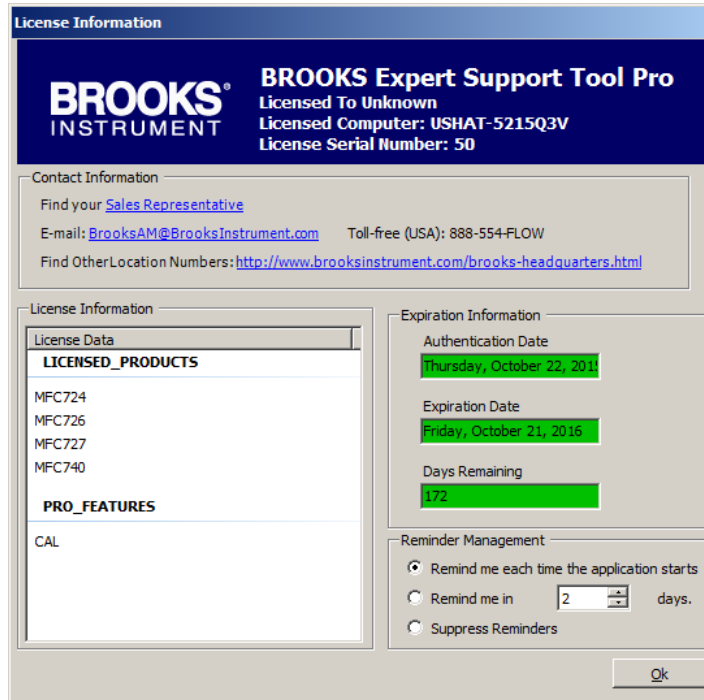 License Information
BROOKS®
INSTRUMENT
BROOKS Expert Support Tool Pro
Licensed To Unknown
Licensed Computer: USHAT-5215Q3V
License Serial Number: 50
Contact Information
Find your Sales Representative
E-mail: BrooksAM@BrooksInstrument.com Toll-free (USA): 888-554-FLOW
Find OtherLocation Numbers: http://www.brooksinstrument.com/brooks-headquarters.html
License Information
License Data
LICENSED_PRODUCTS
MFC724
MFC726
MFC727
MFC740
PRO_FEATURES
CAL
Expiration Information
Authentication Date
Thursday, October 22, 2015
Expiration Date
Friday, October 21, 2016
Days Remaining
172
Reminder Management
Remind me each time the application starts
Remind me in 2 days.
Suppress Reminders
Ok